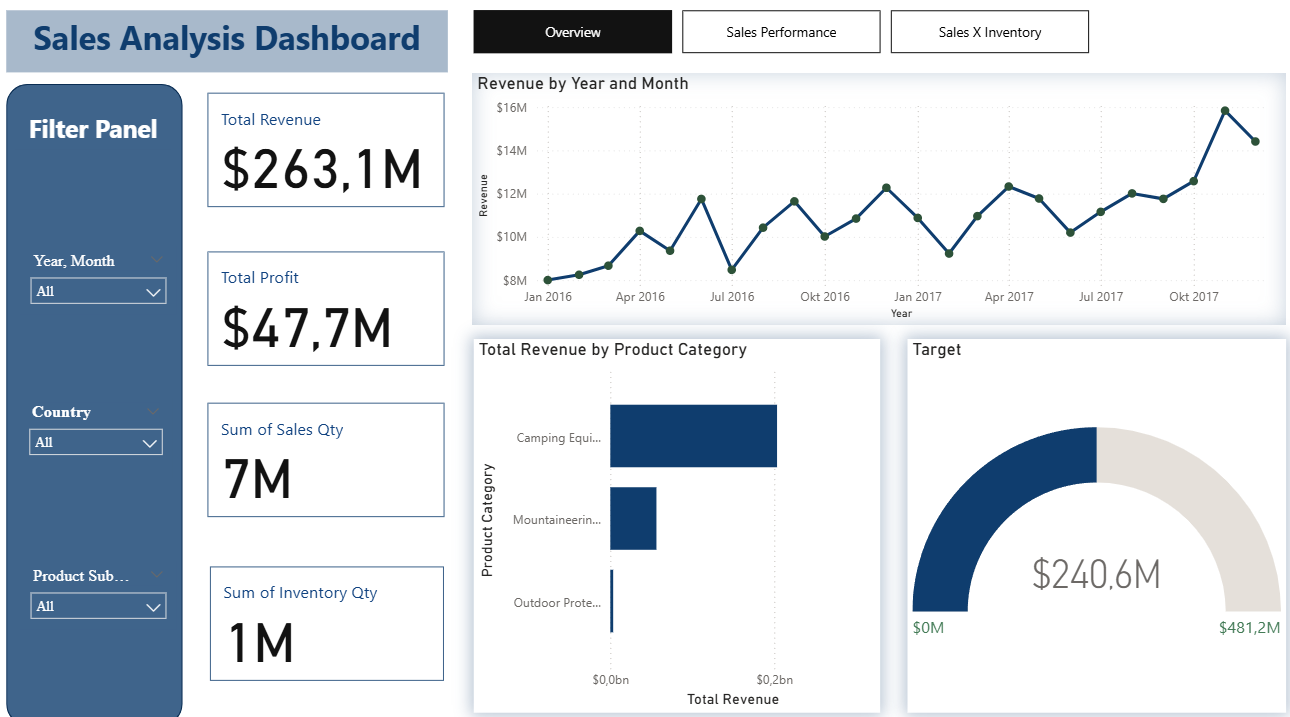 Sales Analysis Dashboard
Overview
Sales Performance
Sales X Inventory
Filter Panel
Year, Month
All
Country
All
Product Sub...
All
Total Revenue
$263,1M
Total Profit
$47,7M
Sum of Sales Qty
7M
Sum of Inventory Qty
1M
Revenue by Year and Month
Revenue
$16M
$14M
$12M
$10M
$8M
Jan 2016
Apr 2016
Jul 2016
Okt 2016
Jan 2017
Apr 2017
Jul 2017
Okt 2017
Year
Total Revenue by Product Category
Product Category
Camping Equi...
Mountaineerin...
Outdoor Prote...
$0,0bn
$0,2bn
Total Revenue
Target
$240,6M
$0M
$481,2M